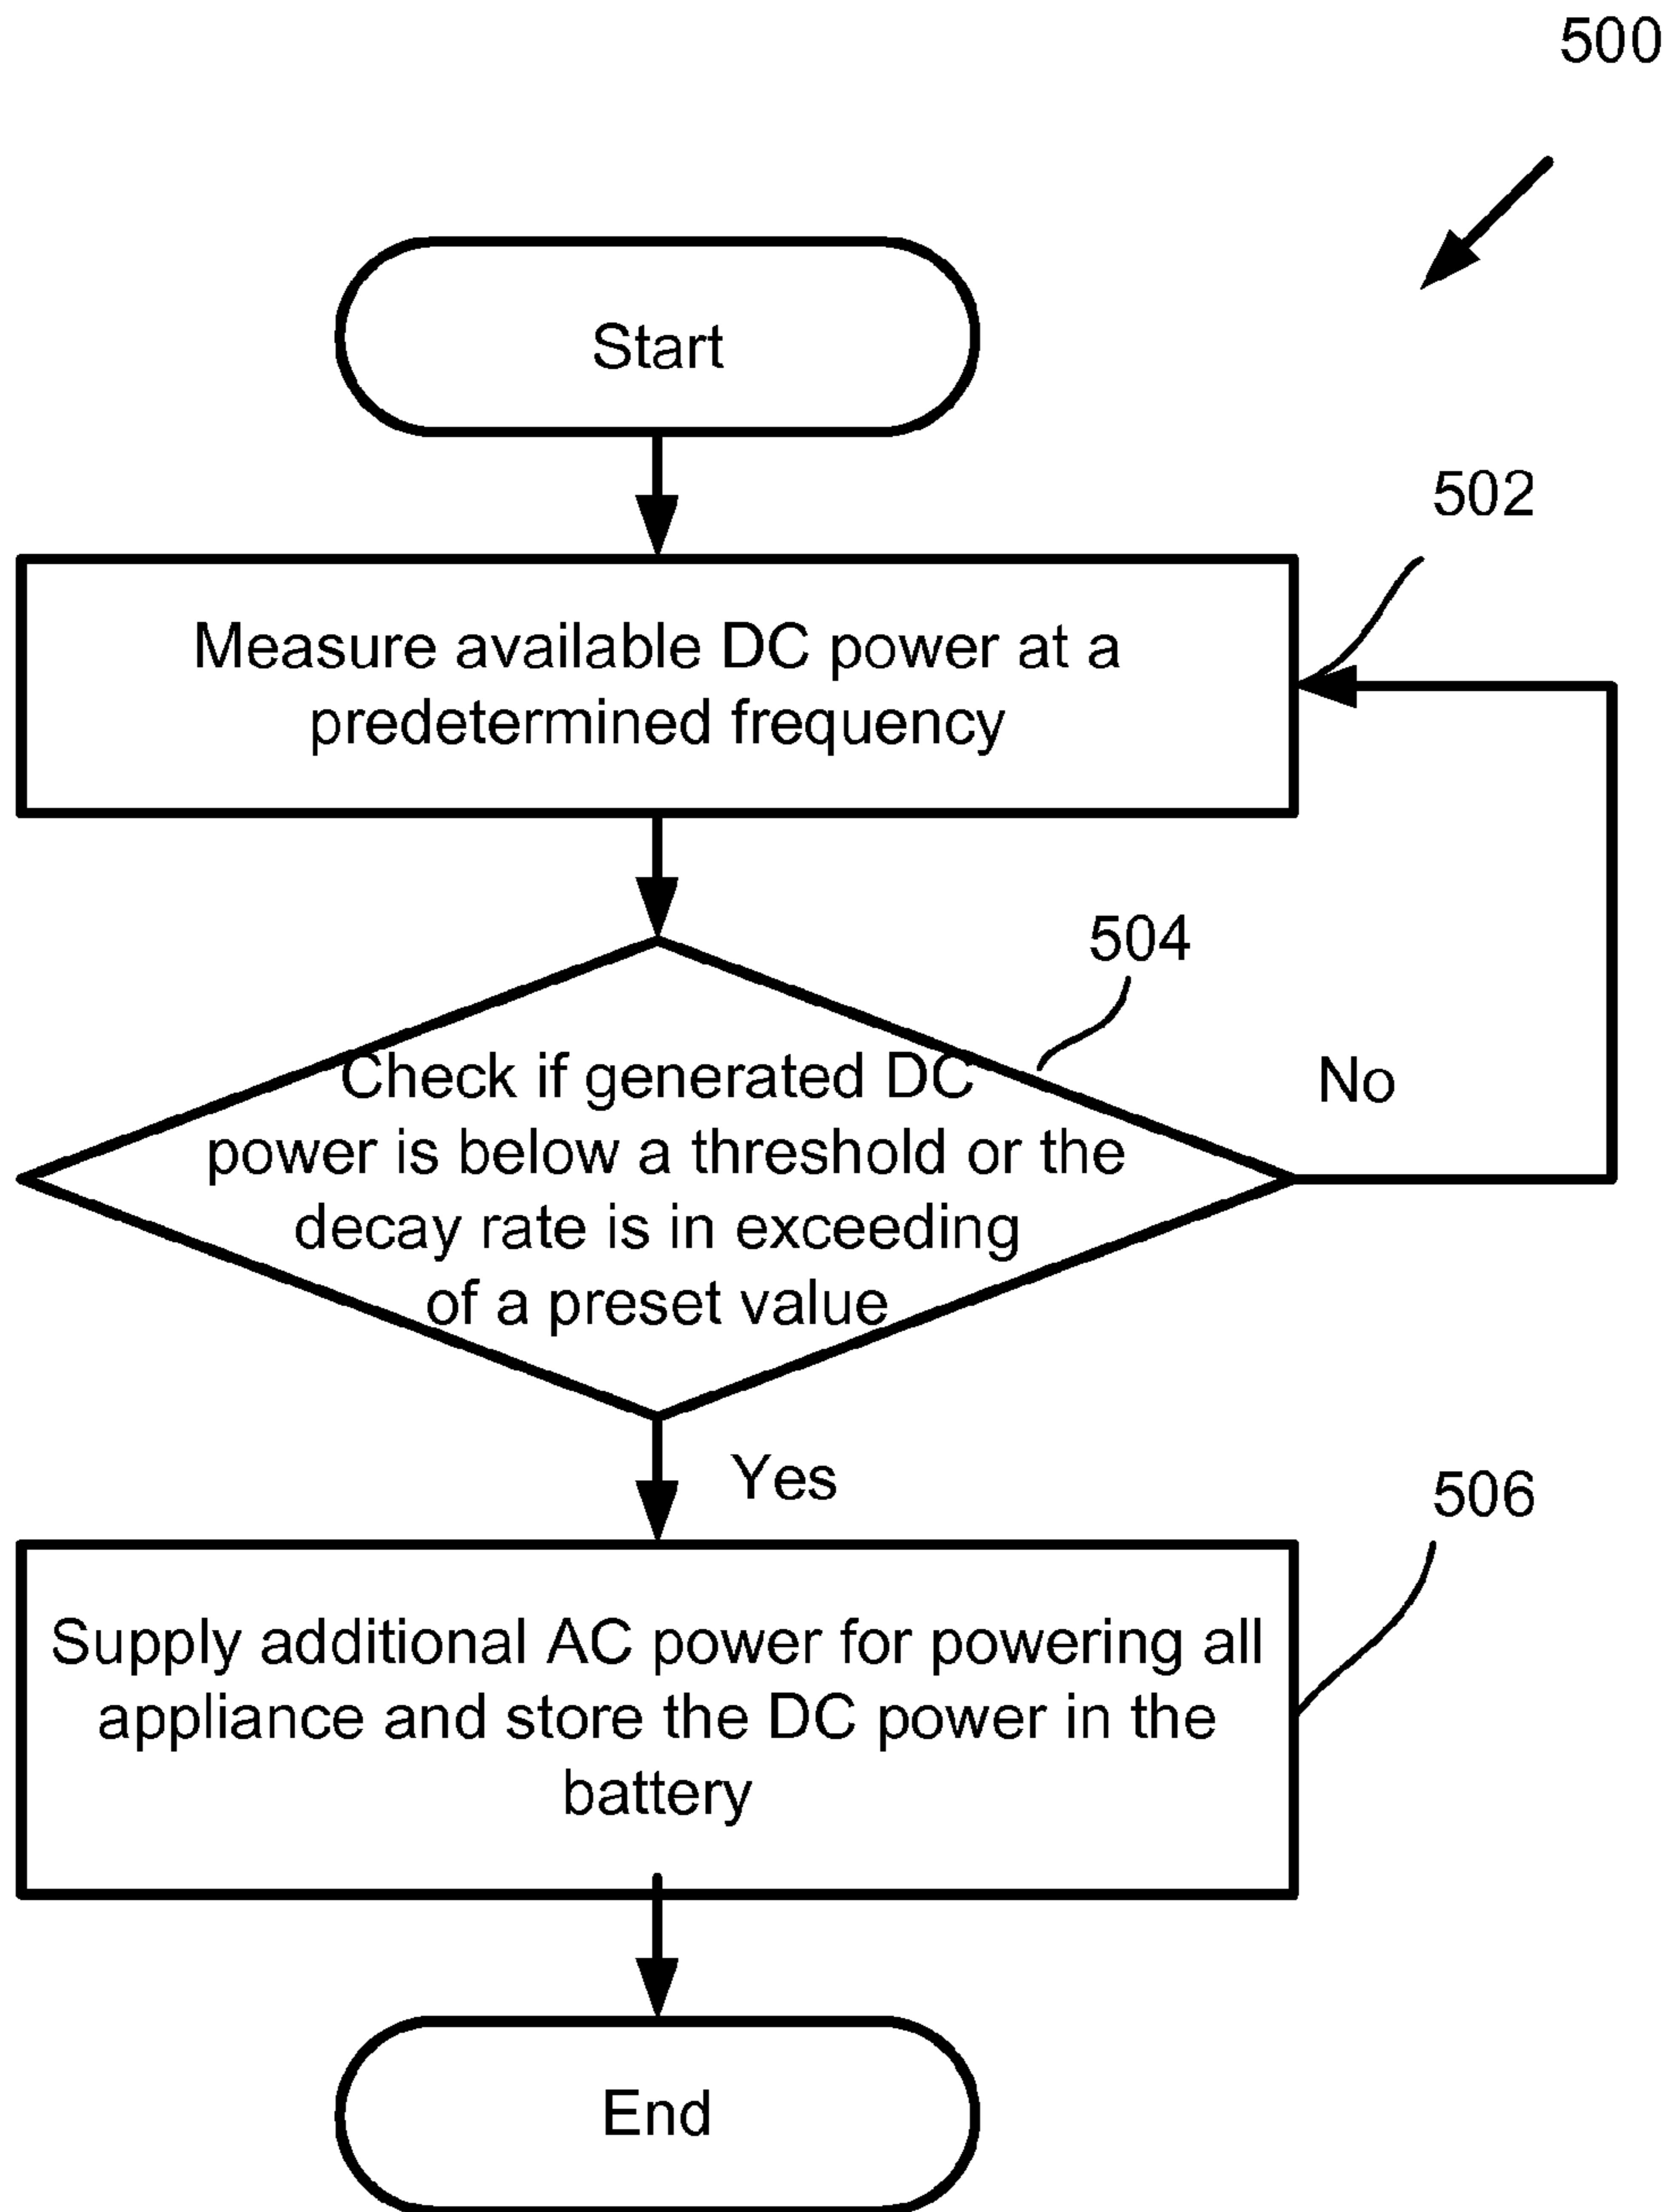 500
Start
502
Measure available DC power at a
predetermined frequency
504
Check if generated DC
No
power is below a threshold or the
decay rate is in exceeding
of a preset value
Yes
506
Supply additional AC power for powering all
appliance and store the DC power in the
battery
End